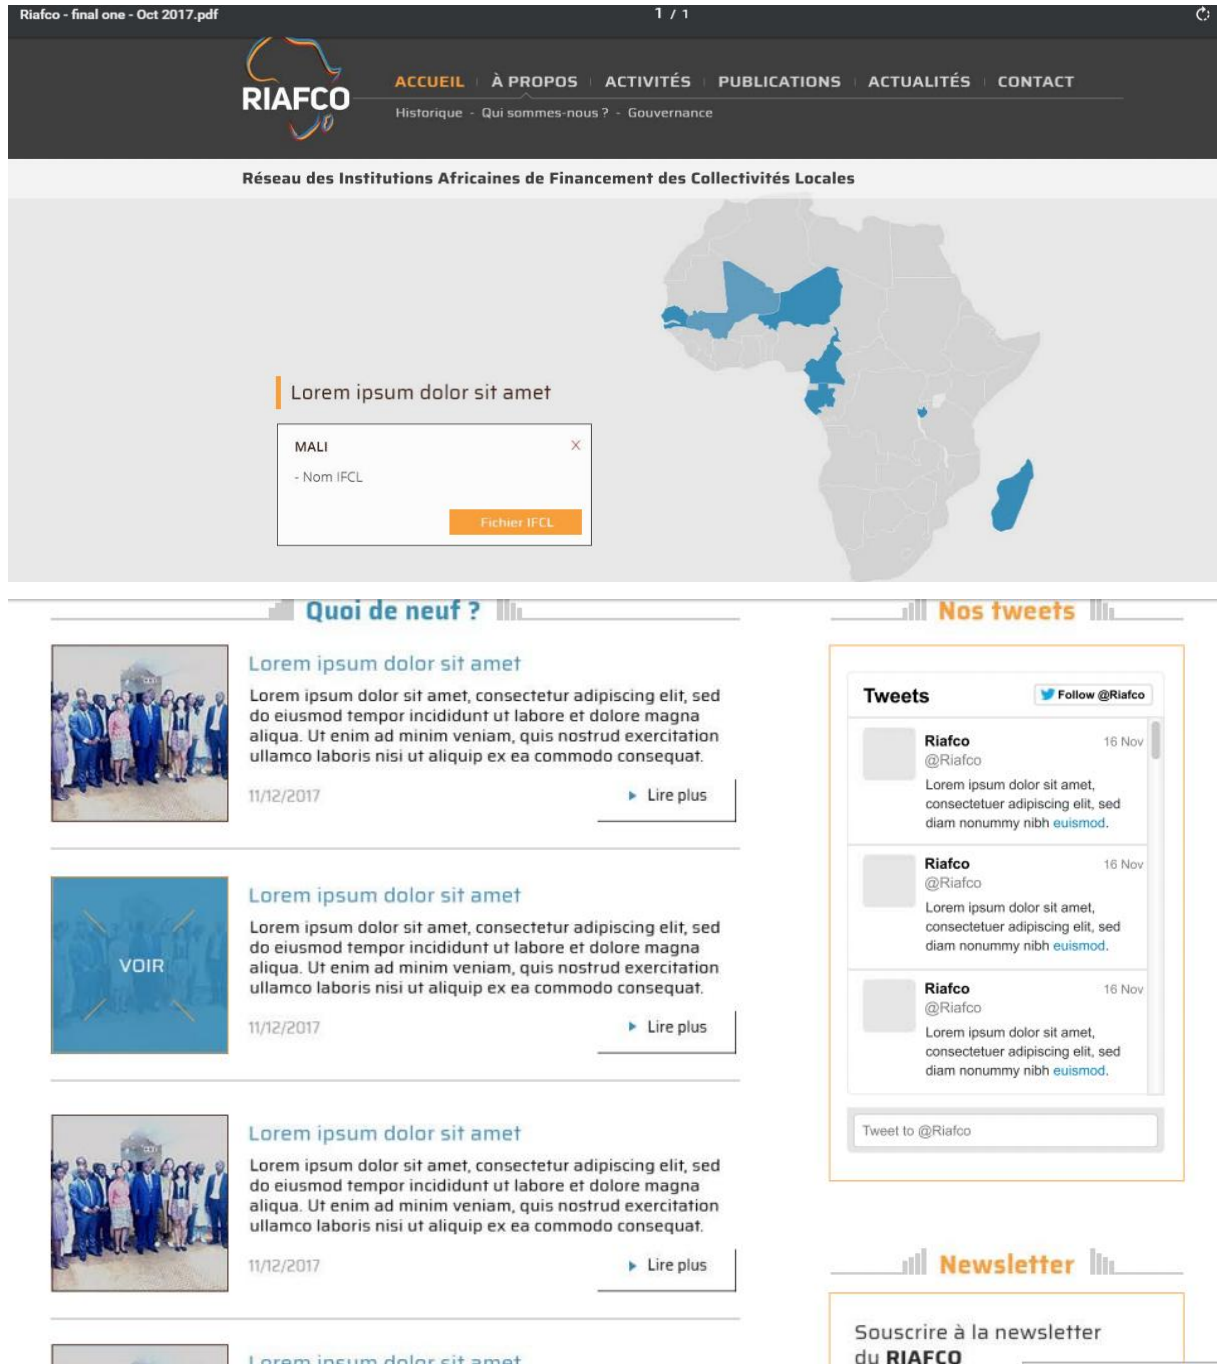 Riafco - final one - Oct 2017.pdf
1 / 1
RIAFCO
ACCUEIL
À PROPOS
ACTIVITÉS
PUBLICATIONS
ACTUALITÉS
CONTACT
Historique - Qui sommes-nous ? - Gouvernance
Réseau des Institutions Africaines de Financement des Collectivités Locales
Lorem ipsum dolor sit amet
MALI
X
- Nom IFCL
Fichier IFCL
Quoi de neuf ?
Lorem ipsum dolor sit amet
Lorem ipsum dolor sit amet, consectetur adipiscing elit, sed
do eiusmod tempor incididunt ut labore et dolore magna
aliqua. Ut enim ad minim veniam, quis nostrud exercitation
ullamco laboris nisi ut aliquip ex ea commodo consequat.
11/12/2017
Lire plus
VOIR
Lorem ipsum dolor sit amet
Lorem ipsum dolor sit amet, consectetur adipiscing elit, sed
do eiusmod tempor incididunt ut labore et dolore magna
aliqua. Ut enim ad minim veniam, quis nostrud exercitation
ullamco laboris nisi ut aliquip ex ea commodo consequat.
11/12/2017
Lire plus
Lorem ipsum dolor sit amet
Lorem ipsum dolor sit amet, consectetur adipiscing elit, sed
do eiusmod tempor incididunt ut labore et dolore magna
aliqua. Ut enim ad minim veniam, quis nostrud exercitation
ullamco laboris nisi ut aliquip ex ea commodo consequat.
11/12/2017
Lire plus
Lorem ipsum dolor sit amet
Nos tweets
Tweets
Follow @Riafco
Riafco
16 Nov
@Riafco
Lorem ipsum dolor sit amet,
consectetuer adipiscing elit, sed
diam nonummy nibh euismod.
Riafco
16 Nov
@Riafco
Lorem ipsum dolor sit amet,
consectetuer adipiscing elit, sed
diam nonummy nibh euismod.
Riafco
16 Nov
@Riafco
Lorem ipsum dolor sit amet,
consectetuer adipiscing elit, sed
diam nonummy nibh euismod.
Tweet to @Riafco
Newsletter
Souscrire à la newsletter
du RIAFCO